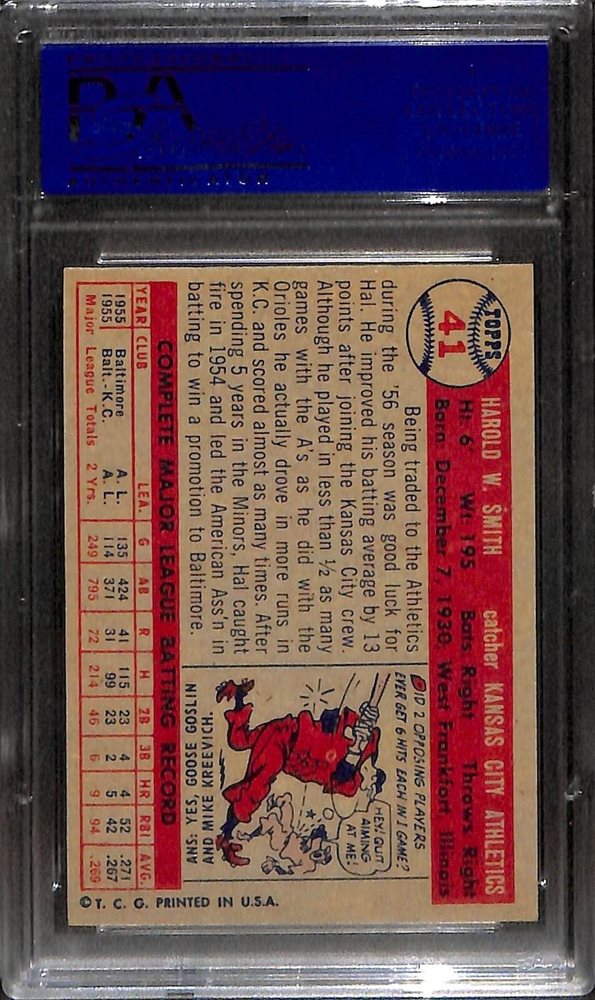 PSA
TOPPS
41
HAROLD W. SMITH catcher KANSAS CITY ATHLETICS
Ht: 6' Wt: 195 Bats: Right Throws: Right
Born: December 7, 1930, West Frankfort, Illinois
Being traded to the Athletics
during the '56 season was good luck for
Hal. He improved his batting average by 13
points after joining the Kansas City crew.
Although he played in less than ½ as many
games with the A's as he did with the
Orioles he actually drove in more runs in
K.C. and scored almost as many times. After
spending 5 years in the Minors, Hal caught
fire in 1954 and led the American Ass'n in
batting to win a promotion to Baltimore.
DID 2 OPPOSING PLAYERS
EVER GET 6 HITS EACH IN 1 GAME?
HEY! QUIT
AIMING
AT ME!
ANS: YES. GOOSE GOSLIN
AND MIKE KREEVICH.
COMPLETE MAJOR LEAGUE BATTING RECORD
YEAR CLUB LEA. G AB R H 2B 3B HR RBI AVG.
1955 Baltimore A. L. 135 424 41 115 23 4 4 52 .271
1955 Balt.-K.C. A. L. 114 371 31 99 23 2 5 42 .267
Major League Totals 2 Yrs. 249 795 72 214 46 6 9 94 .269
© T. C. G. PRINTED IN U.S.A.